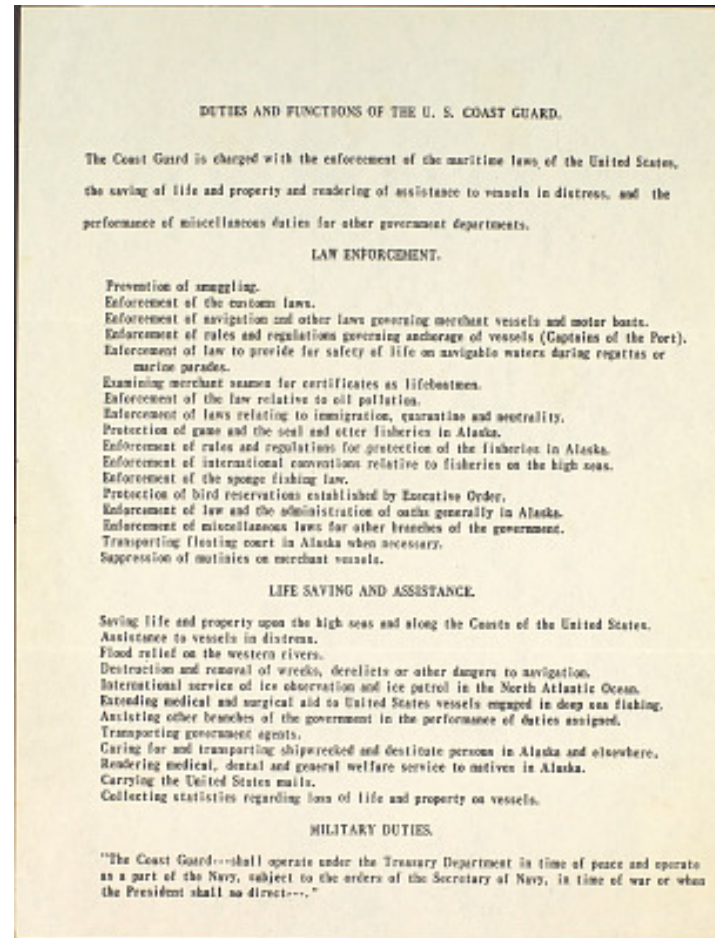 DUTIES AND FUNCTIONS OF THE U. S. COAST GUARD.
The Coast Guard is charged with the enforcement of the maritime laws of the United States,
the saving of life and property and rendering of assistance to vessels in distress, and the
performance of miscellaneous duties for other government departments.
LAW ENFORCEMENT.
Prevention of smuggling.
Enforcement of the customs laws.
Enforcement of navigation and other laws governing merchant vessels and motor boats.
Enforcement of rules and regulations governing anchorage of vessels (Captains of the Port).
Enforcement of law to provide for safety of life on navigable waters during regattas or
marine parades.
Examining merchant seamen for certificates as lifeboatmen.
Enforcement of the law relative to oil pollution.
Enforcement of laws relating to immigration, quarantine and neutrality.
Protection of game and the seal and otter fisheries in Alaska.
Enforcement of rules and regulations for protection of the fisheries in Alaska.
Enforcement of international conventions relative to fisheries on the high seas.
Enforcement of the sponge fishing law.
Protection of bird reservations established by Executive Order.
Enforcement of law and the administration of oaths generally in Alaska.
Enforcement of miscellaneous laws for other branches of the government.
Transporting floating court in Alaska when necessary.
Suppression of mutinies on merchant vessels.
LIFE SAVING AND ASSISTANCE.
Saving life and property upon the high seas and along the Coasts of the United States.
Assistance to vessels in distress.
Flood relief on the western rivers.
Destruction and removal of wrecks, derelicts or other dangers to navigation.
International service of ice observation and ice patrol in the North Atlantic Ocean.
Extending medical and surgical aid to United States vessels engaged in deep sea fishing.
Assisting other branches of the government in the performance of duties assigned.
Transporting government agents.
Caring for and transporting shipwrecked and destitute persons in Alaska and elsewhere.
Rendering medical, dental and general welfare service to natives in Alaska.
Carrying the United States mails.
Collecting statistics regarding loss of life and property on vessels.
MILITARY DUTIES.
"The Coast Guard---shall operate under the Treasury Department in time of peace and operate
as a part of the Navy, subject to the orders of the Secretary of Navy, in time of war or when
the President shall so direct---."